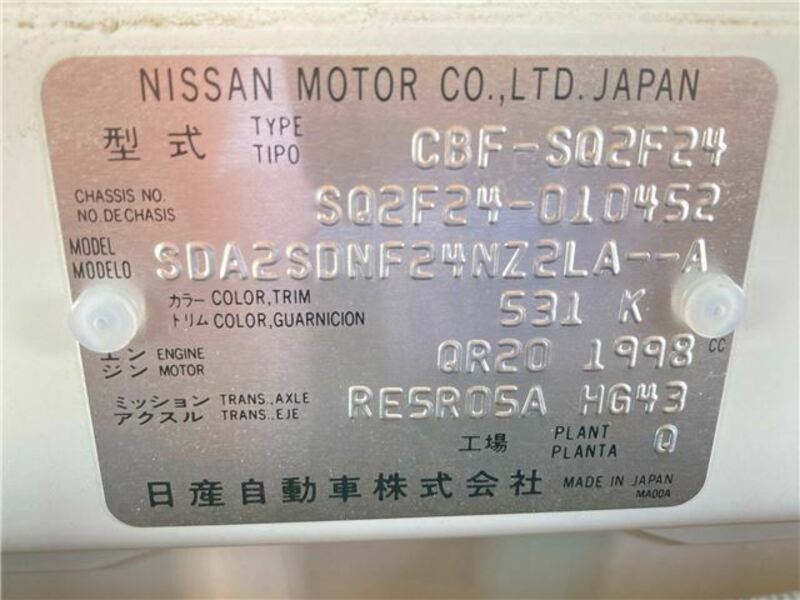 NISSAN MOTOR CO.,LTD. JAPAN
型式 TYPE TIPO CBF-SQ2F24
CHASSIS NO. NO. DE CHASIS SQ2F24-010452
MODEL MODELO SDA2SDNF24NZ2LA--A
カラー COLOR,TRIM トリム COLOR,GUARNICION 531 K
エン ENGINE ジン MOTOR QR20 1998 CC
ミッション TRANS.,AXLE アクスル TRANS.,EJE RE5R05A HG43
工場 PLANT PLANTA Q
日産自動車株式会社 MADE IN JAPAN
MA00A